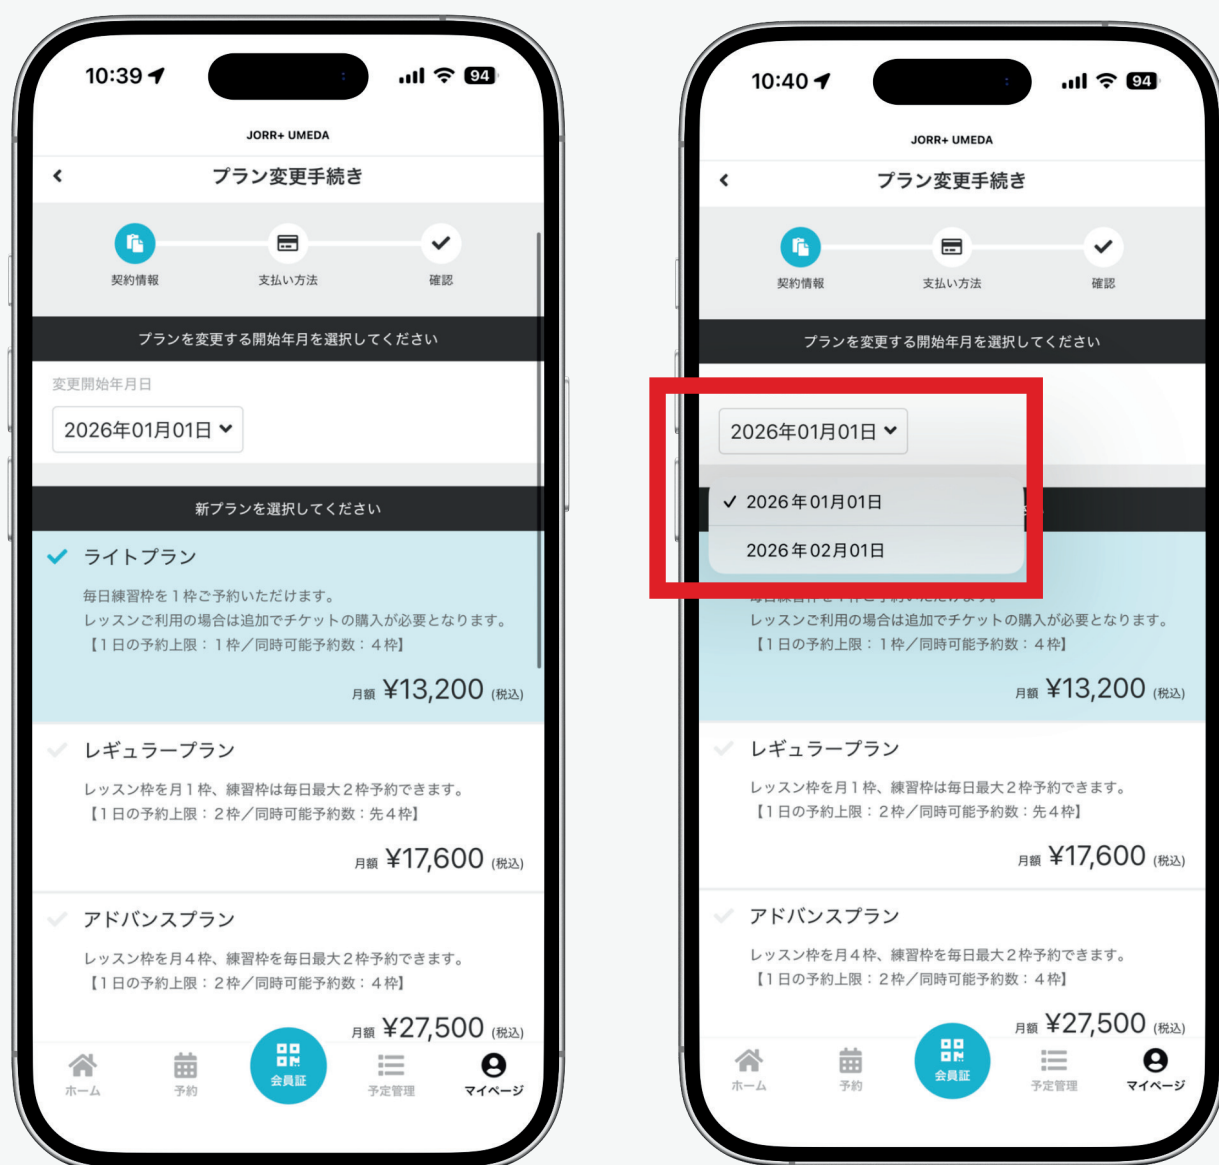 10:39
94
JORR+ UMEDA
プラン変更手続き
契約情報
支払い方法
確認
プランを変更する開始年月を選択してください
変更開始年月日
2026年01月01日
新プランを選択してください
ライトプラン
毎日練習枠を1枠ご予約いただけます。
レッスンご利用の場合は追加でチケットの購入が必要となります。
【1日の予約上限：1枠／同時可能予約数：4枠】
月額 ¥13,200 (税込)
レギュラープラン
レッスン枠を月1枠、練習枠は毎日最大2枠予約できます。
【1日の予約上限：2枠／同時可能予約数：先4枠】
月額 ¥17,600 (税込)
アドバンスプラン
レッスン枠を月4枠、練習枠を毎日最大2枠予約できます。
【1日の予約上限：2枠／同時可能予約数：4枠】
月額 ¥27,500 (税込)
ホーム
予約
会員証
予定管理
マイページ
10:40
94
JORR+ UMEDA
プラン変更手続き
契約情報
支払い方法
確認
プランを変更する開始年月を選択してください
2026年01月01日
2026年01月01日
2026年02月01日
レッスンご利用の場合は追加でチケットの購入が必要となります。
【1日の予約上限：1枠／同時可能予約数：4枠】
月額 ¥13,200 (税込)
レギュラープラン
レッスン枠を月1枠、練習枠は毎日最大2枠予約できます。
【1日の予約上限：2枠／同時可能予約数：先4枠】
月額 ¥17,600 (税込)
アドバンスプラン
レッスン枠を月4枠、練習枠を毎日最大2枠予約できます。
【1日の予約上限：2枠／同時可能予約数：4枠】
月額 ¥27,500 (税込)
ホーム
予約
会員証
予定管理
マイページ